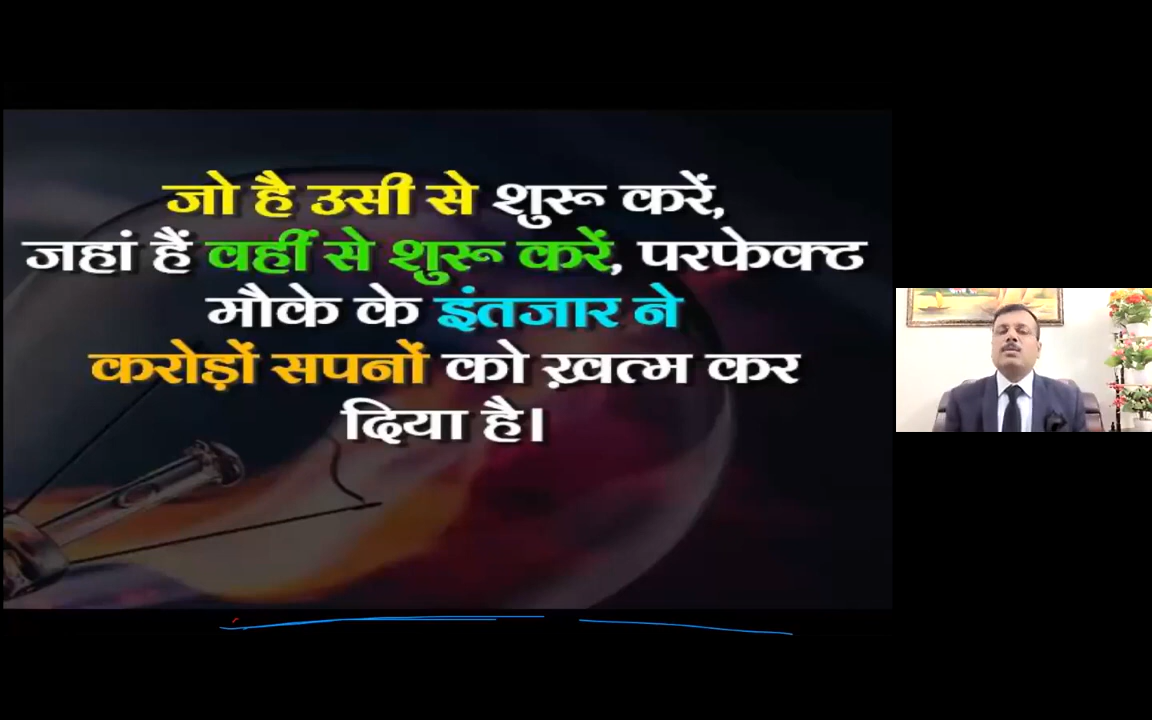 जो है उसी से शुरू करें,
जहां हैं वहीं से शुरू करें, परफेक्ट
मौके के इंतजार ने
करोड़ों सपनों को ख़त्म कर
दिया है।